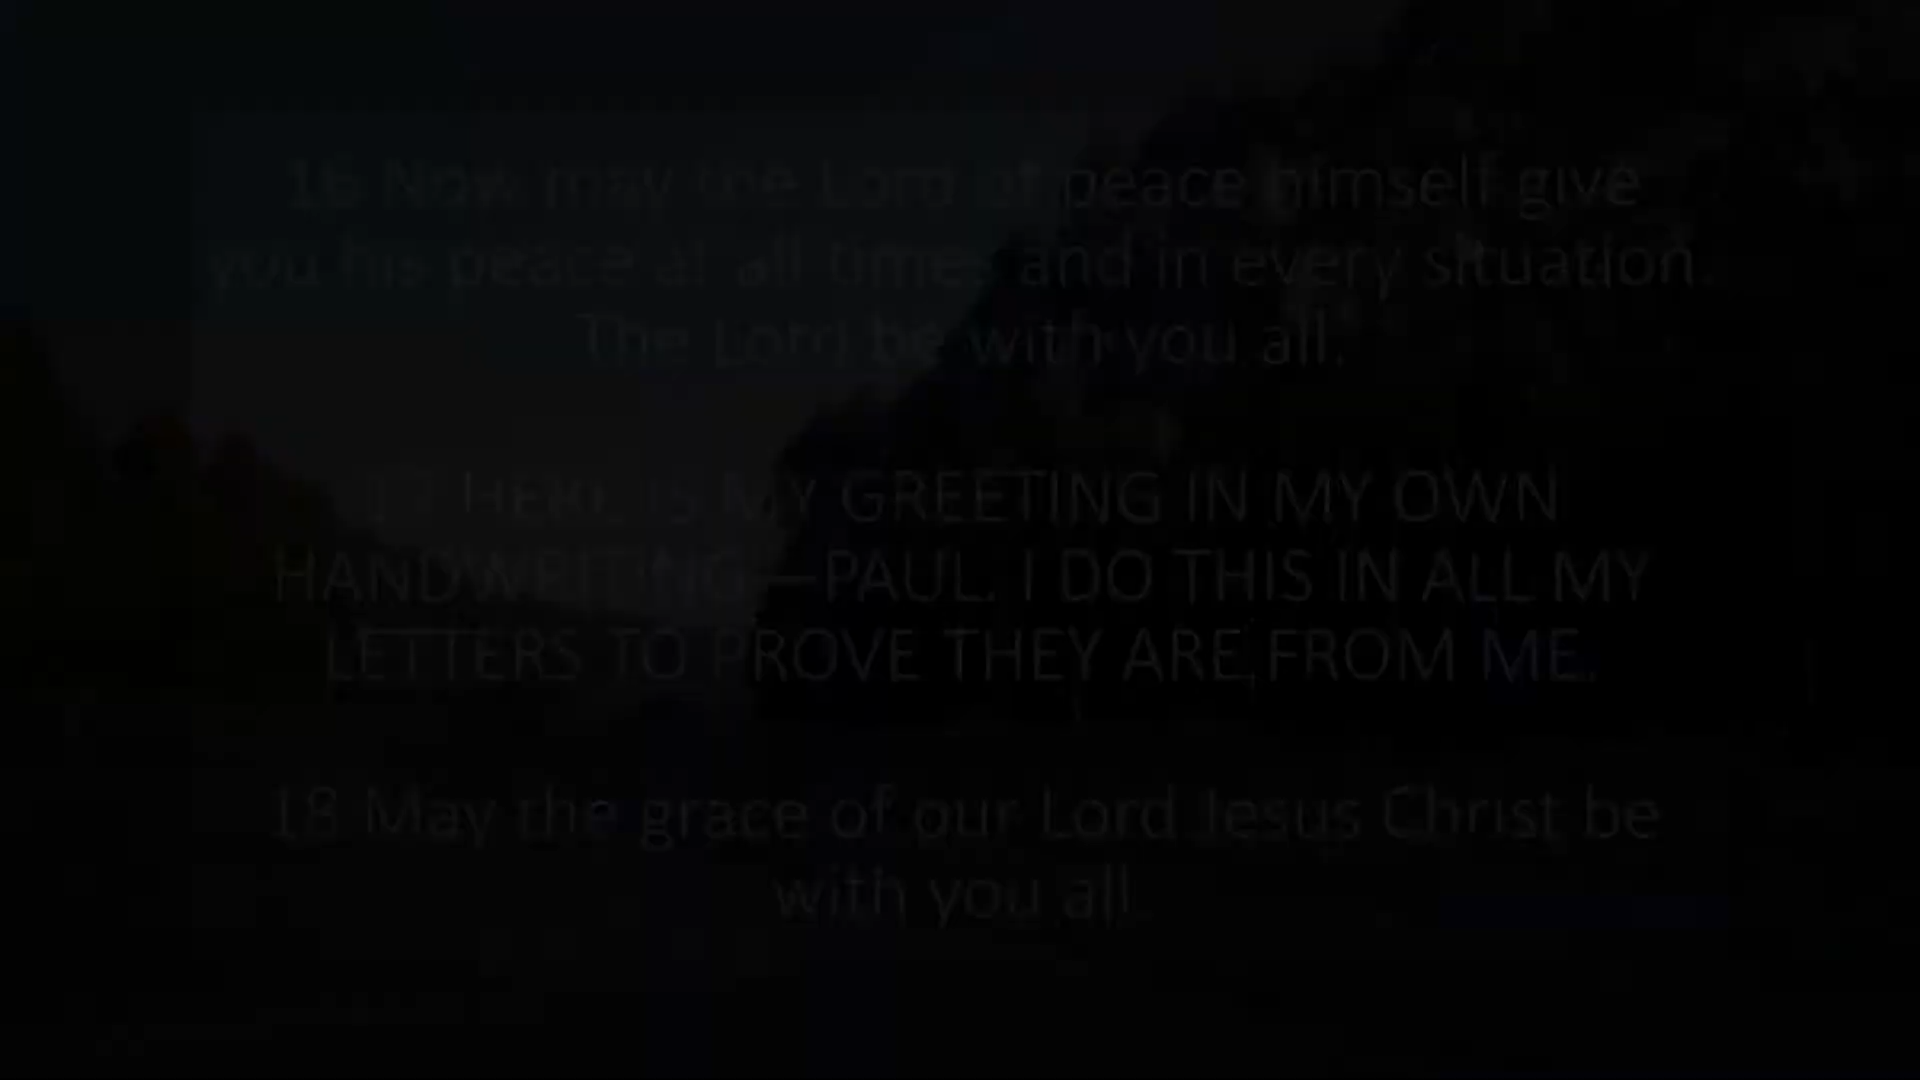 16 Now may the Lord of peace himself give
you his peace at all times and in every situation.
The Lord be with you all.
17 HERE IS MY GREETING IN MY OWN
HANDWRITING—PAUL. I DO THIS IN ALL MY
LETTERS TO PROVE THEY ARE FROM ME.
18 May the grace of our Lord Jesus Christ be
with you all.